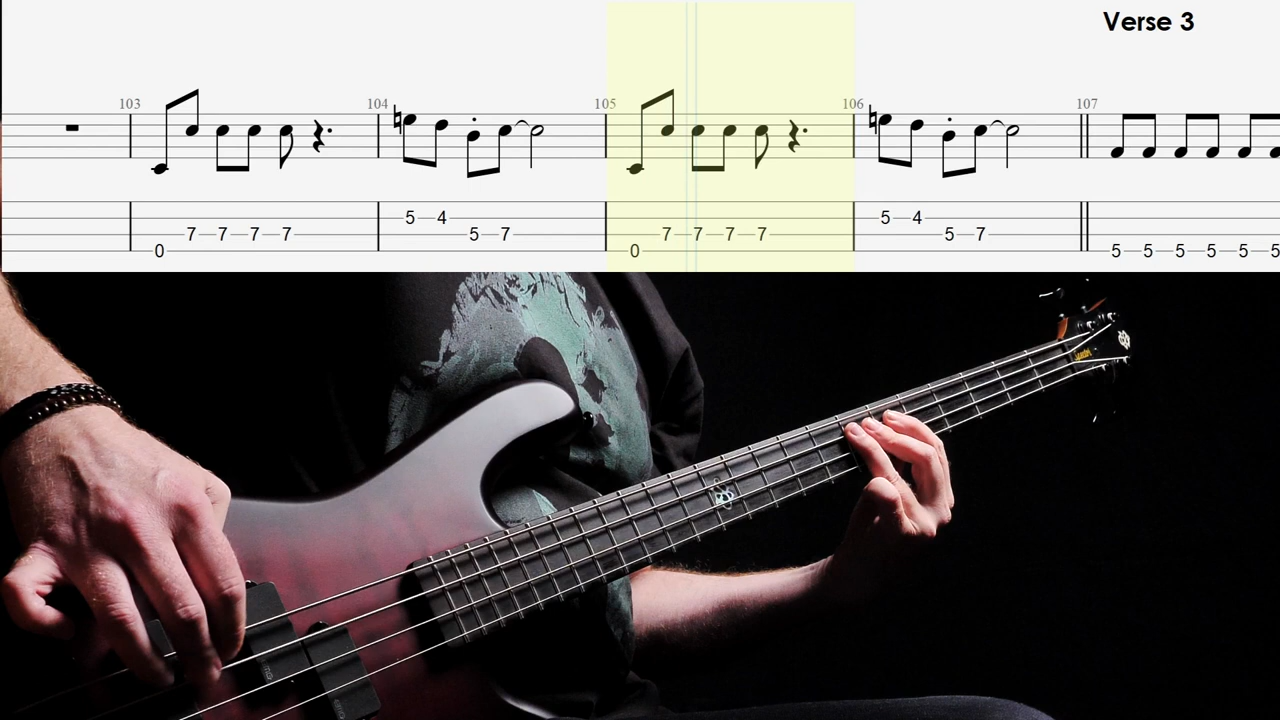 Verse 3
103 104 105 106 107
5 4 5 4
7 7 7 7 5 7 7 7 7 7 5 7
0 0 5 5 5 5 5 5